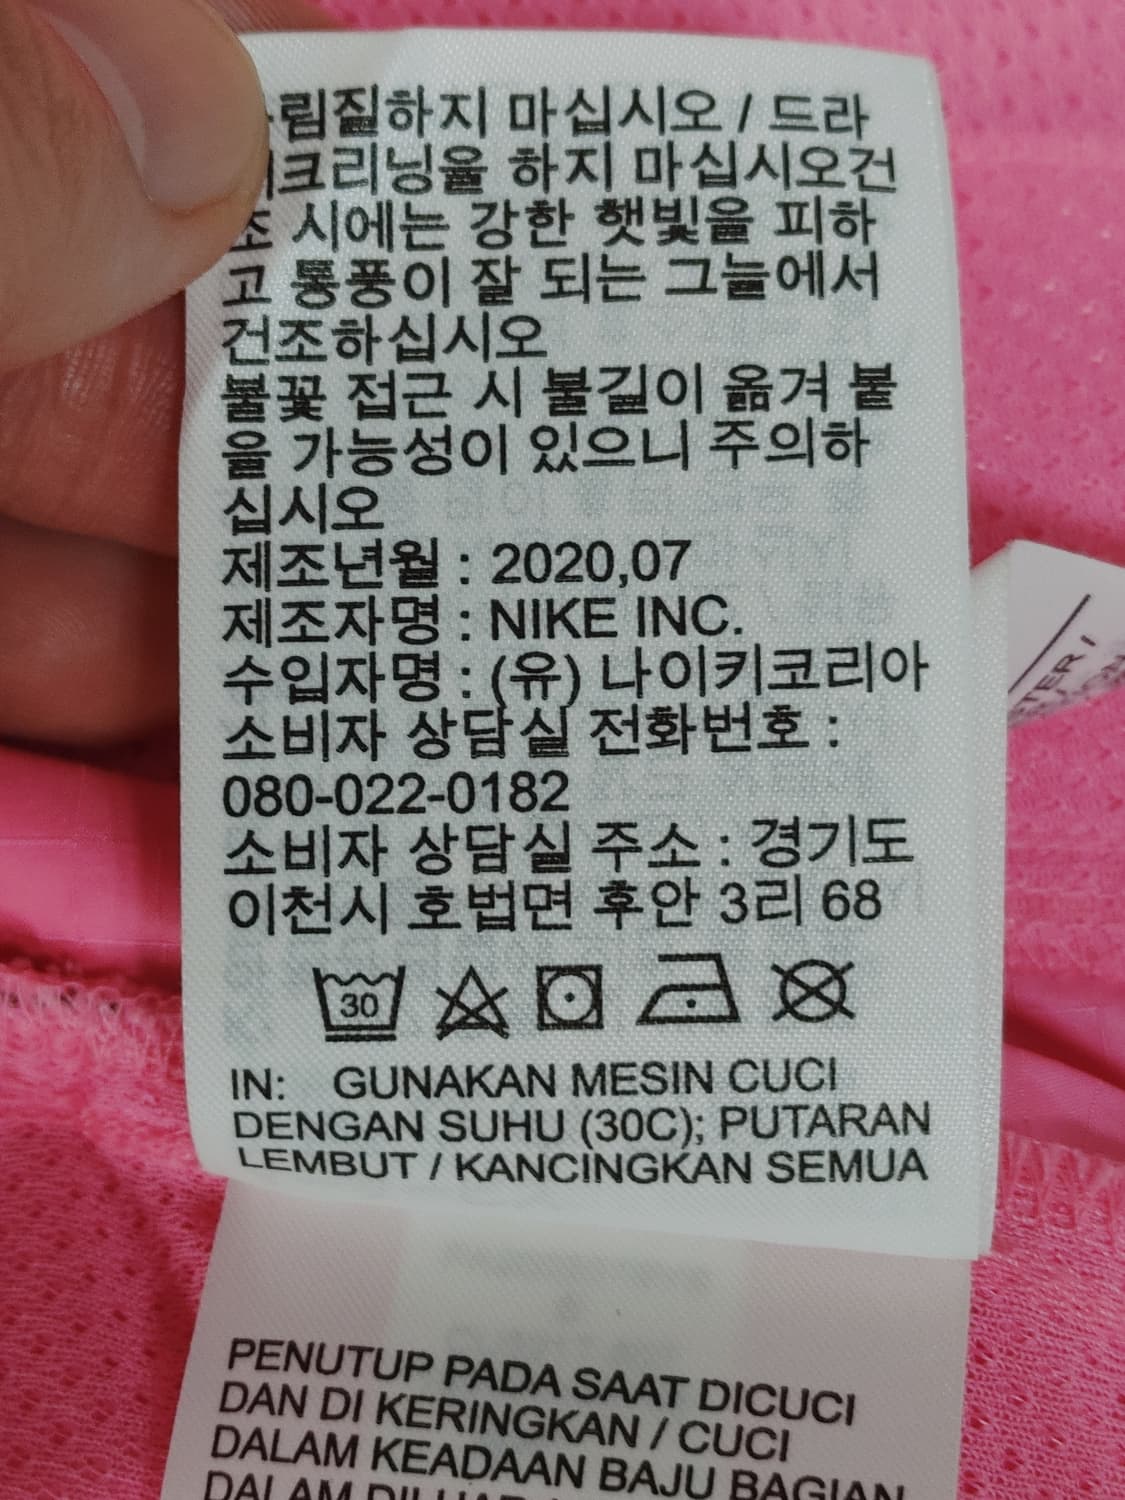 림질하지 마십시오 / 드라
이크리닝을 하지 마십시오건
조 시에는 강한 햇빛을 피하
고 통풍이 잘 되는 그늘에서
건조하십시오
불꽃 접근 시 불길이 옮겨 붙
을 가능성이 있으니 주의하
십시오
제조년월 : 2020,07
제조자명 : NIKE INC.
수입자명 : (유) 나이키코리아
소비자 상담실 전화번호 :
080-022-0182
소비자 상담실 주소 : 경기도
이천시 호법면 후안 3리 68
30
IN: GUNAKAN MESIN CUCI
DENGAN SUHU (30C); PUTARAN
LEMBUT / KANCINGKAN SEMUA
PENUTUP PADA SAAT DICUCI
DAN DI KERINGKAN / CUCI
DALAM KEADAAN BAJU BAGIAN
DALAM